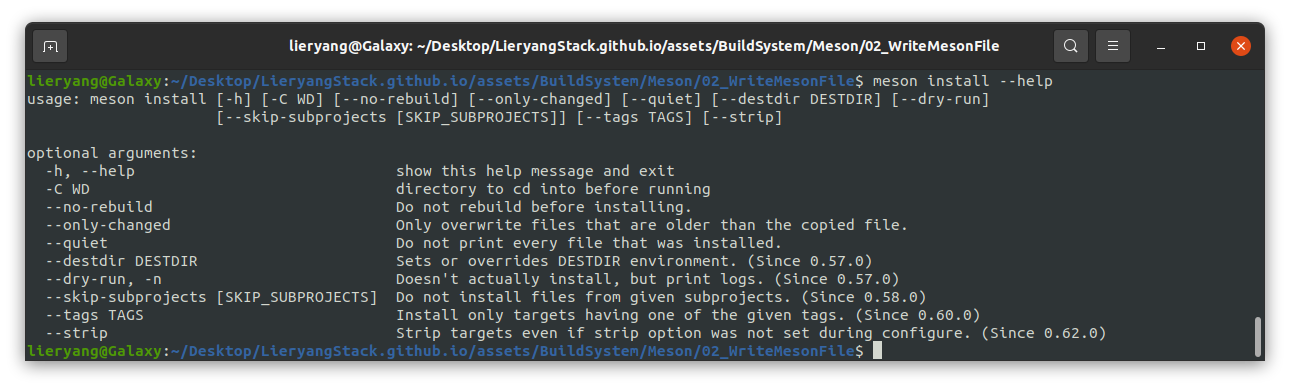 lieryang@Galaxy: ~/Desktop/LieryangStack.github.io/assets/BuildSystem/Meson/02_WriteMesonFile
lieryang@Galaxy:~/Desktop/LieryangStack.github.io/assets/BuildSystem/Meson/02_WriteMesonFile$ meson install --help
usage: meson install [-h] [-C WD] [--no-rebuild] [--only-changed] [--quiet] [--destdir DESTDIR] [--dry-run]
                     [--skip-subprojects [SKIP_SUBPROJECTS]] [--tags TAGS] [--strip]

optional arguments:
  -h, --help                             show this help message and exit
  -C WD                                  directory to cd into before running
  --no-rebuild                           Do not rebuild before installing.
  --only-changed                         Only overwrite files that are older than the copied file.
  --quiet                                Do not print every file that was installed.
  --destdir DESTDIR                      Sets or overrides DESTDIR environment. (Since 0.57.0)
  --dry-run, -n                          Doesn't actually install, but print logs. (Since 0.57.0)
  --skip-subprojects [SKIP_SUBPROJECTS]  Do not install files from given subprojects. (Since 0.58.0)
  --tags TAGS                            Install only targets having one of the given tags. (Since 0.60.0)
  --strip                                Strip targets even if strip option was not set during configure. (Since 0.62.0)
lieryang@Galaxy:~/Desktop/LieryangStack.github.io/assets/BuildSystem/Meson/02_WriteMesonFile$